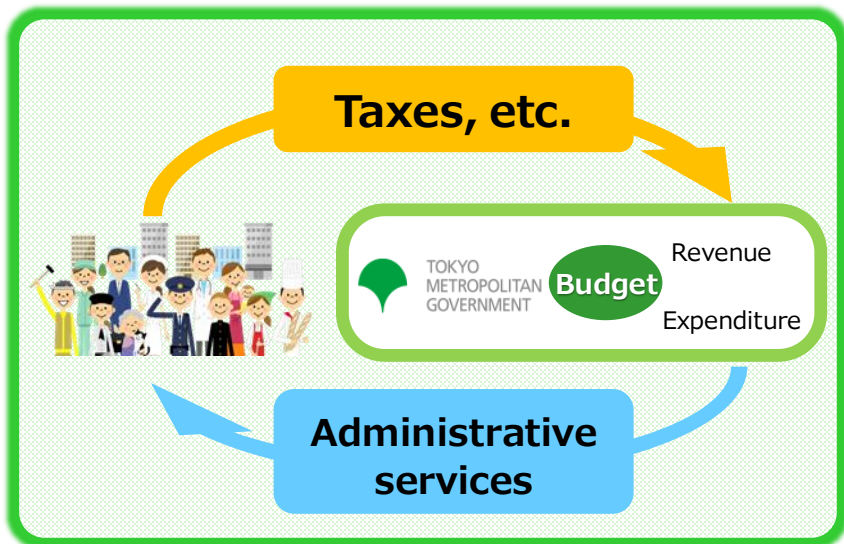 Taxes, etc.
TOKYO
METROPOLITAN
GOVERNMENT
Budget
Revenue
Expenditure
Administrative
services